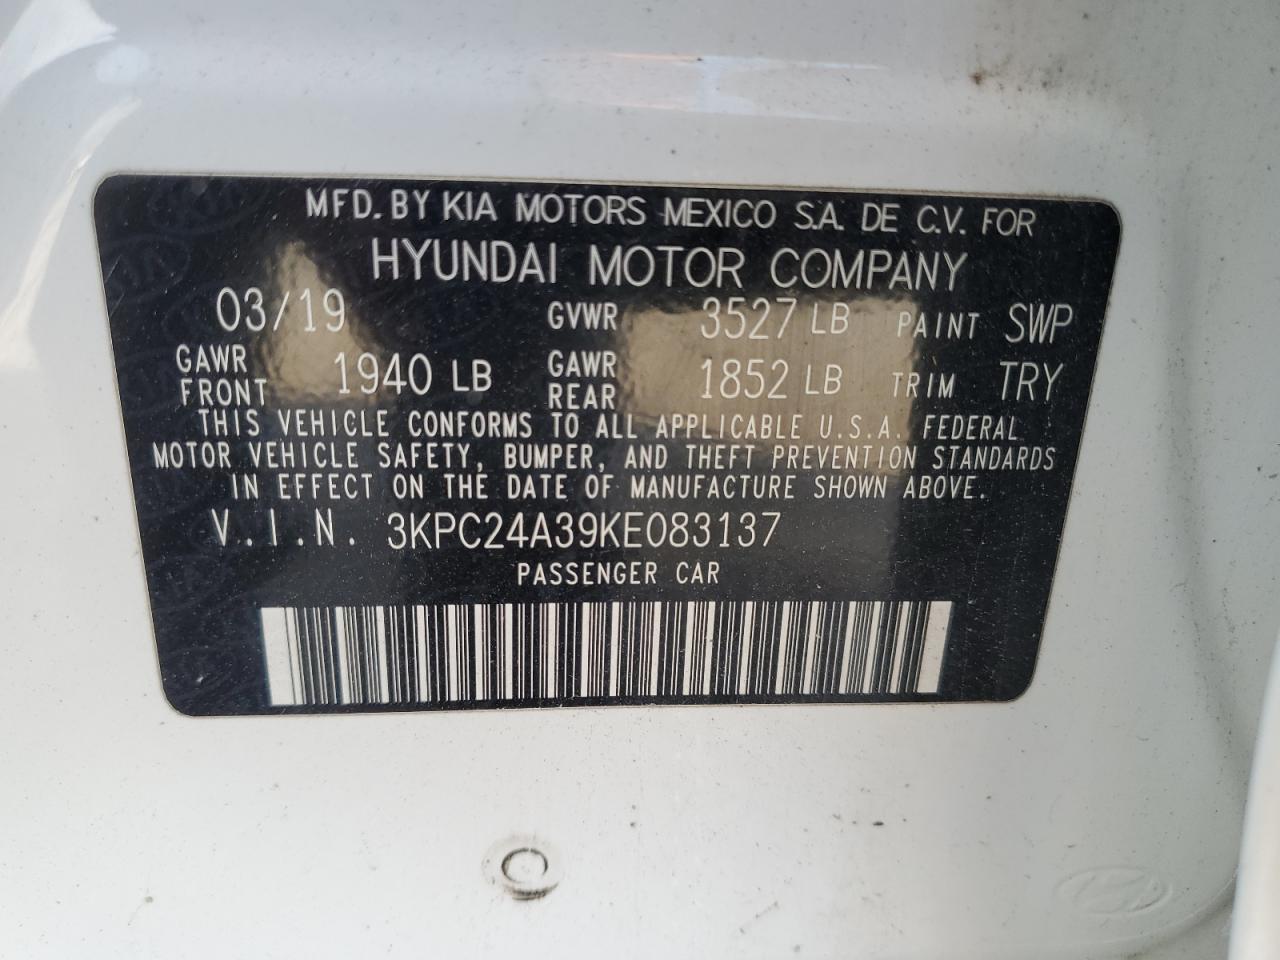 MFD. BY KIA MOTORS MEXICO S.A. DE C.V. FOR
HYUNDAI MOTOR COMPANY
03/19 GVWR 3527 LB PAINT SWP
GAWR FRONT 1940 LB GAWR REAR 1852 LB TRIM TRY
THIS VEHICLE CONFORMS TO ALL APPLICABLE U.S.A. FEDERAL
MOTOR VEHICLE SAFETY, BUMPER, AND THEFT PREVENTION STANDARDS
IN EFFECT ON THE DATE OF MANUFACTURE SHOWN ABOVE.
V.I.N. 3KPC24A39KE083137
PASSENGER CAR